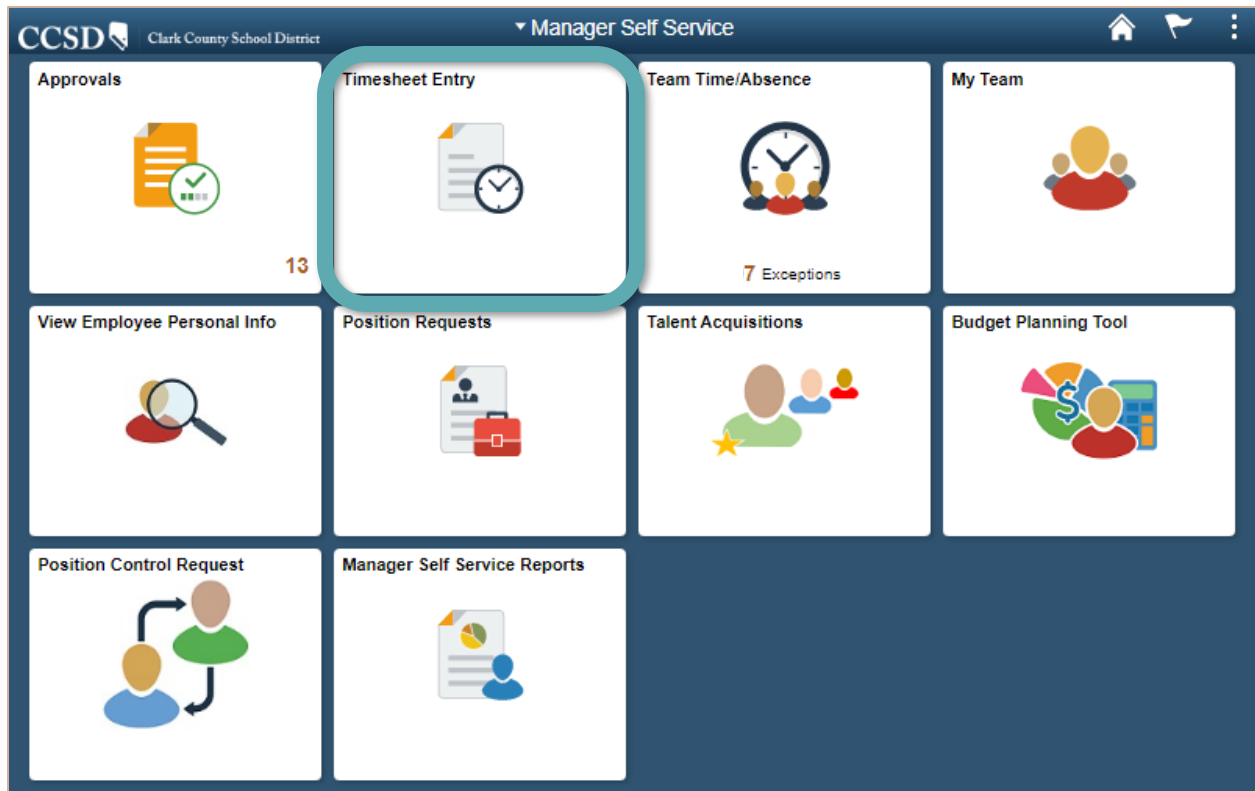 CCSD Clark County School District
Manager Self Service
Approvals
13
Timesheet Entry
Team Time/Absence
7 Exceptions
My Team
View Employee Personal Info
Position Requests
Talent Acquisitions
Budget Planning Tool
$
Position Control Request
Manager Self Service Reports